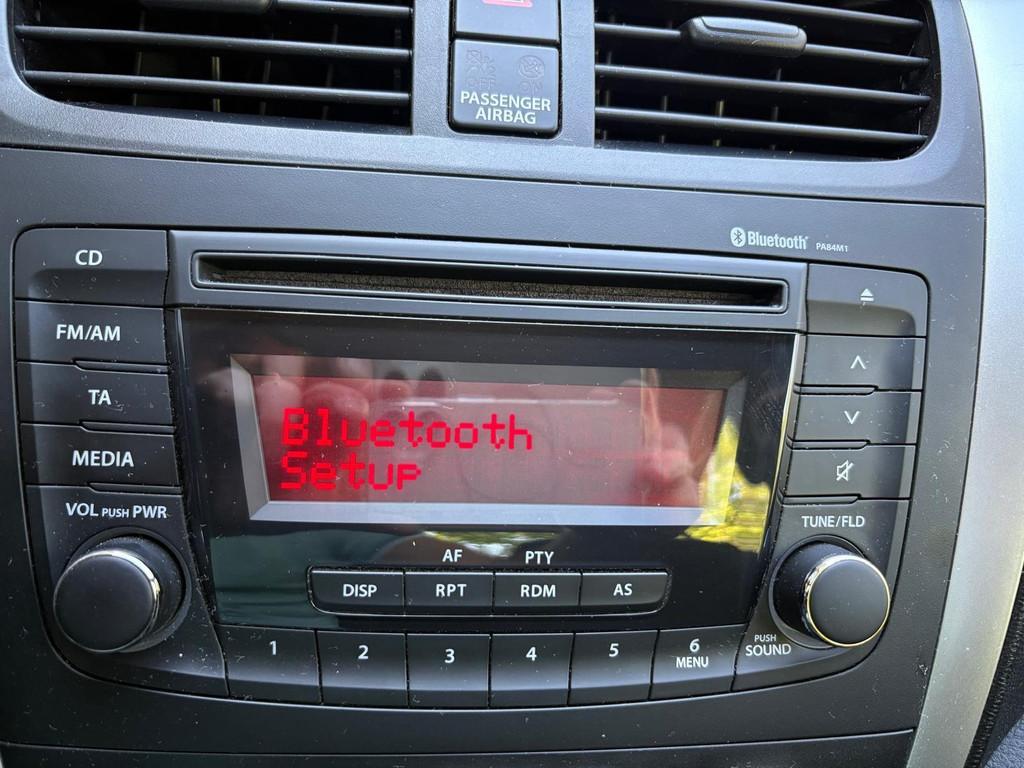 PASSENGER
AIRBAG
Bluetooth PA84M1
CD
FM/AM
TA
MEDIA
VOL PUSH PWR
Bluetooth
Setup
TUNE/FLD
AF PTY
DISP RPT RDM AS
PUSH
SOUND
1 2 3 4 5 6
MENU